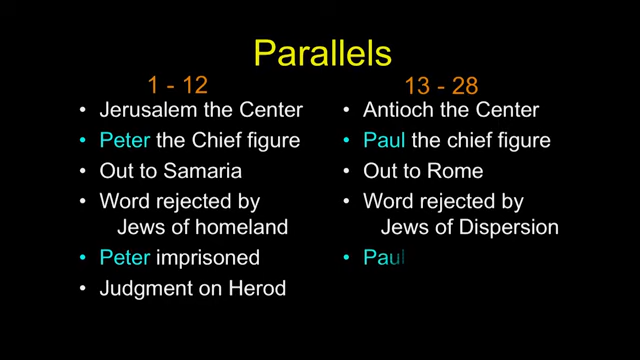 Parallels
1 - 12
• Jerusalem the Center
• Peter the Chief figure
• Out to Samaria
• Word rejected by
Jews of homeland
• Peter imprisoned
• Judgment on Herod
13 - 28
• Antioch the Center
• Paul the chief figure
• Out to Rome
• Word rejected by
Jews of Dispersion
• Paul